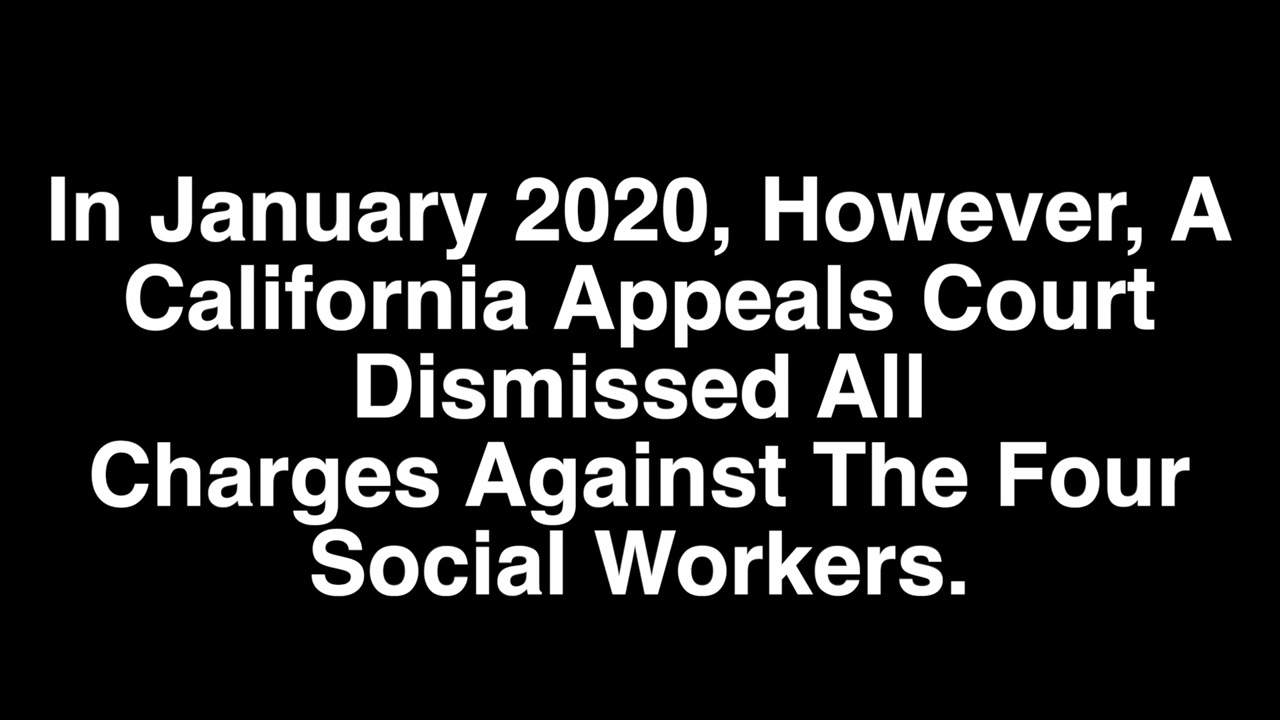 In January 2020, However, A
California Appeals Court
Dismissed All
Charges Against The Four
Social Workers.